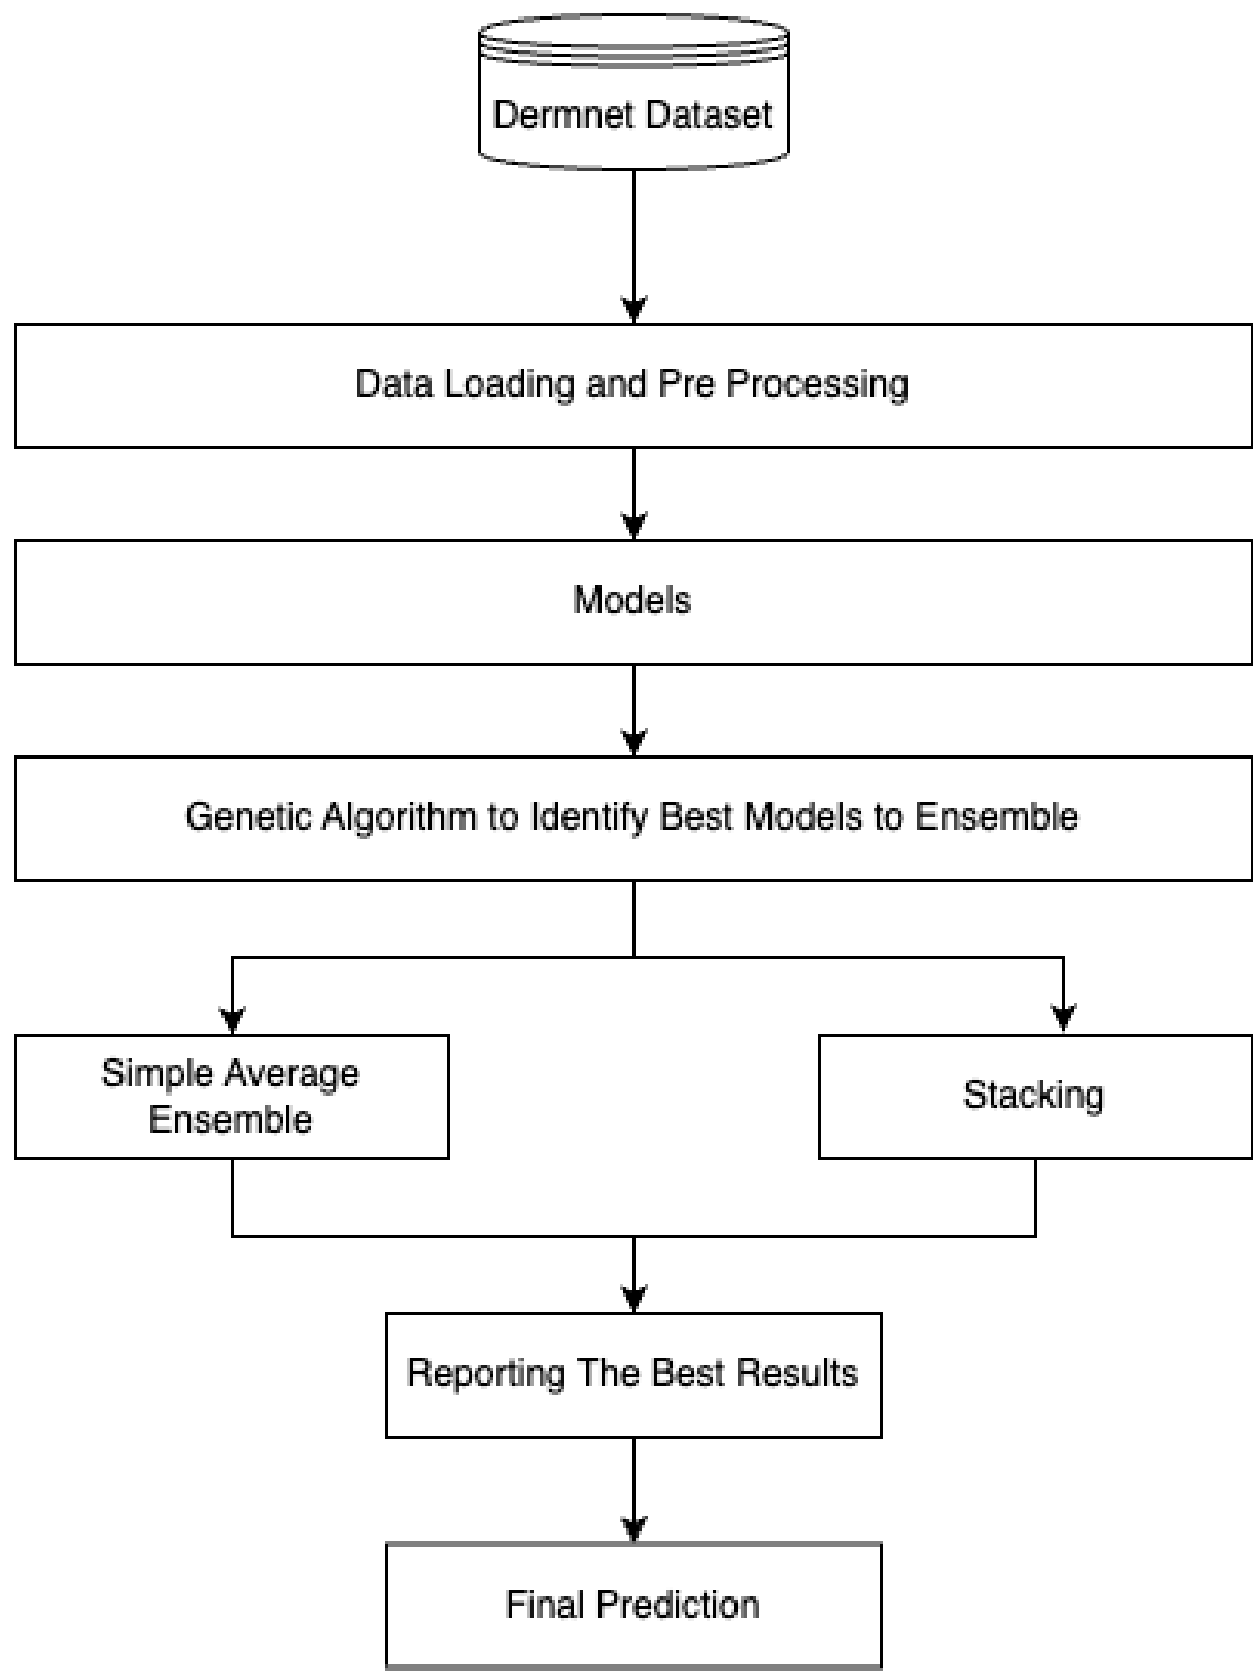 Dermnet Dataset
Data Loading and Pre Processing
Models
Genetic Algorithm to Identify Best Models to Ensemble
Simple Average
Ensemble
Stacking
Reporting The Best Results
Final Prediction